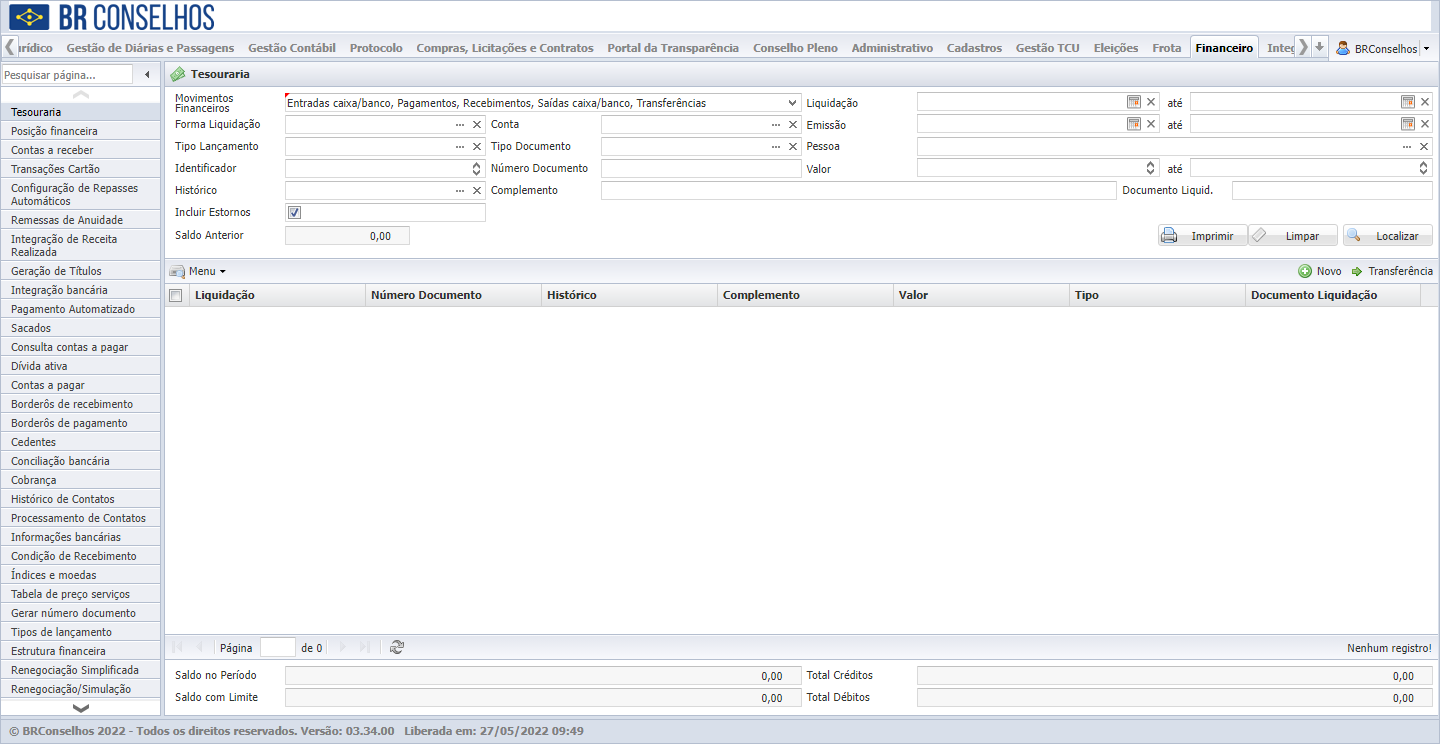 BR CONSELHOS
urídico Gestão de Diárias e Passagens Gestão Contábil Protocolo Compras, Licitações e Contratos Portal da Transparência Conselho Pleno Administrativo Cadastros Gestão TCU Eleições Frota Financeiro Integ BRConselhos
Pesquisar página...
Tesouraria
Posição financeira
Contas a receber
Transações Cartão
Configuração de Repasses
Automáticos
Remessas de Anuidade
Integração de Receita
Realizada
Geração de Títulos
Integração bancária
Pagamento Automatizado
Sacados
Consulta contas a pagar
Dívida ativa
Contas a pagar
Borderôs de recebimento
Borderôs de pagamento
Cedentes
Conciliação bancária
Cobrança
Histórico de Contatos
Processamento de Contatos
Informações bancárias
Condição de Recebimento
Índices e moedas
Tabela de preço serviços
Gerar número documento
Tipos de lançamento
Estrutura financeira
Renegociação Simplificada
Renegociação/Simulação
Tesouraria
Movimentos
Financeiros
Entradas caixa/banco, Pagamentos, Recebimentos, Saídas caixa/banco, Transferências
Liquidação até
Forma Liquidação Conta Emissão até
Tipo Lançamento Tipo Documento Pessoa
Identificador Número Documento Valor até
Histórico Complemento Documento Liquid.
Incluir Estornos
Saldo Anterior 0,00 Imprimir Limpar Localizar
Menu Novo Transferência
Liquidação Número Documento Histórico Complemento Valor Tipo Documento Liquidação
Página de 0 Nenhum registro!
Saldo no Período 0,00 Total Créditos 0,00
Saldo com Limite 0,00 Total Débitos 0,00
© BRConselhos 2022 - Todos os direitos reservados. Versão: 03.34.00 Liberada em: 27/05/2022 09:49